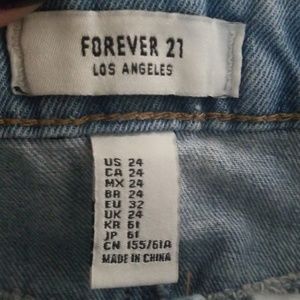 FOREVER 21
LOS ANGELES
US 24
CA 24
MX 24
BR 24
EU 32
UK 24
KR 61
JP 61
CN 155/61A
MADE IN CHINA